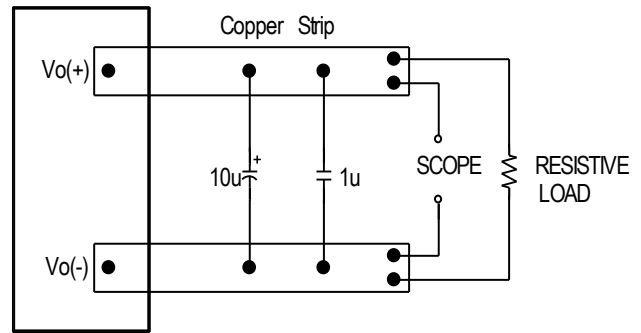 Copper Strip
Vo(+)
10u
+
1u
SCOPE
RESISTIVE
LOAD
Vo(-)